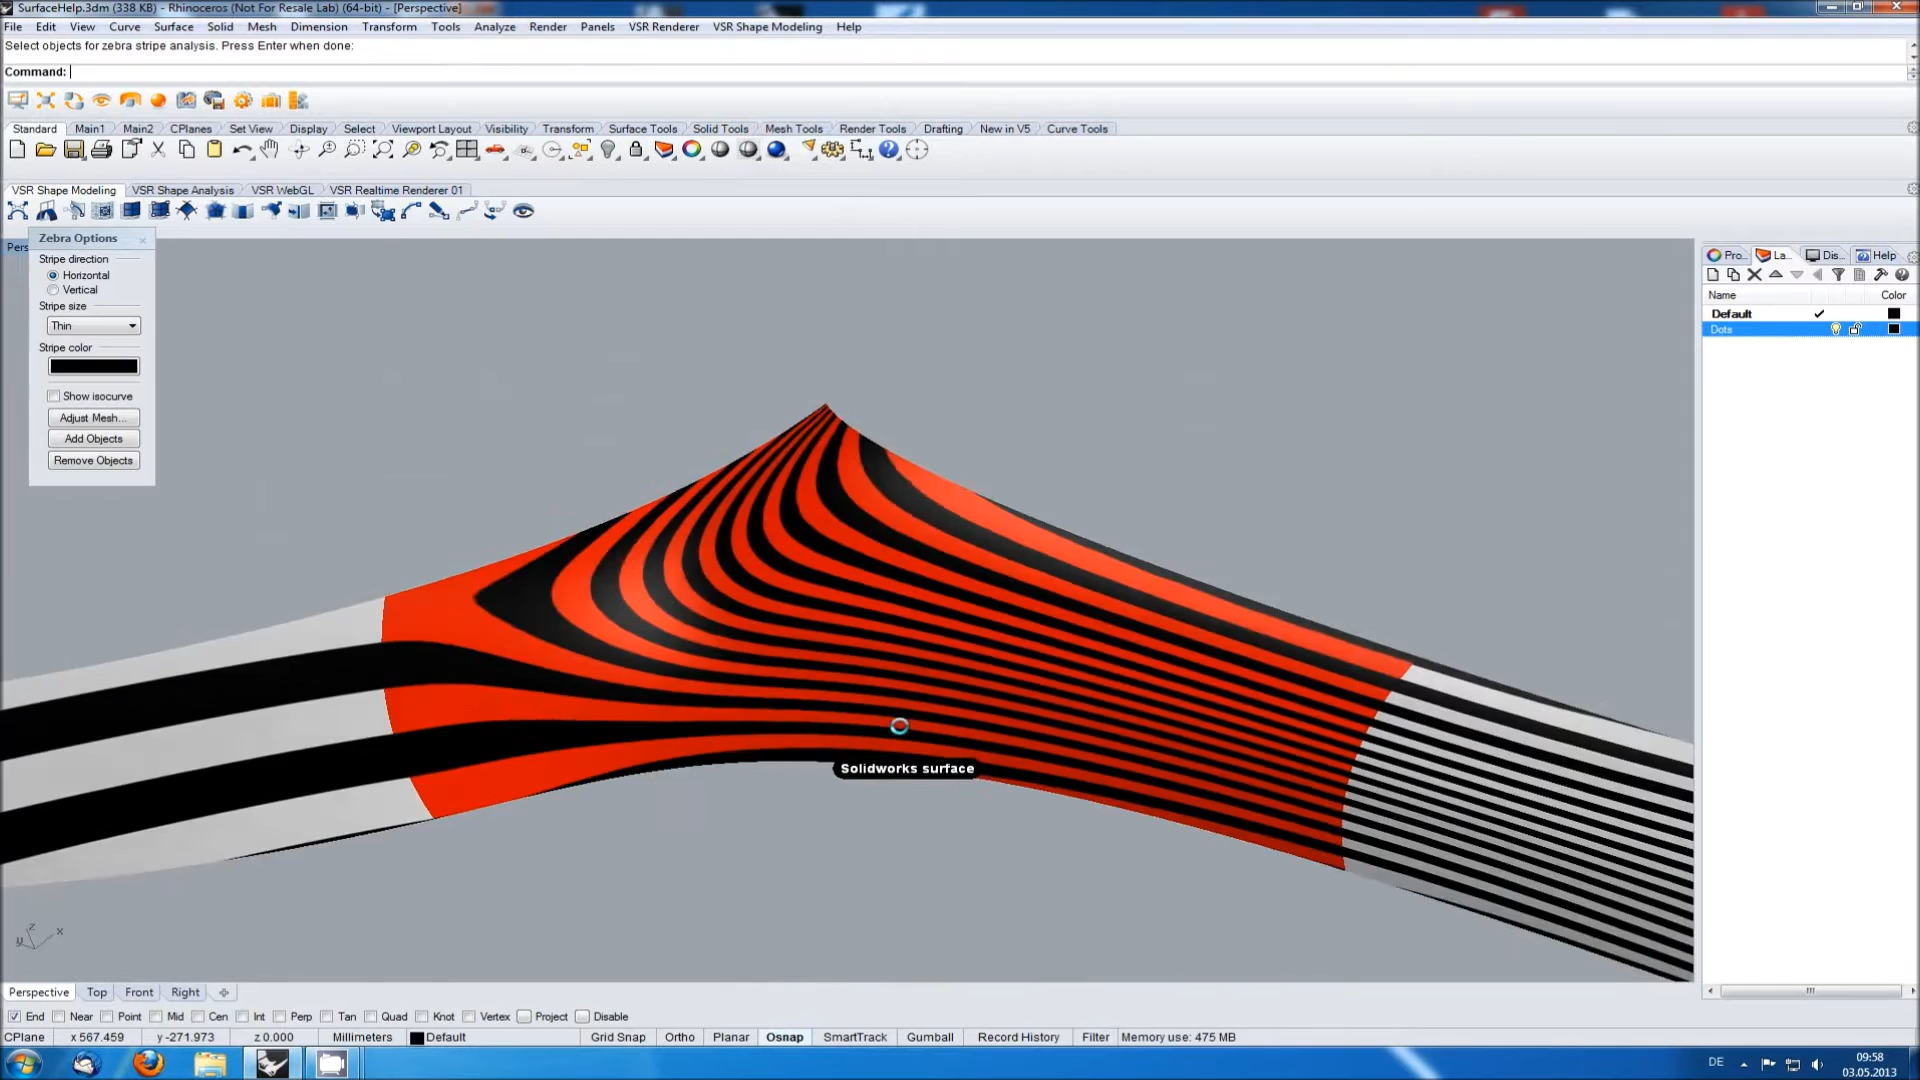 SurfaceHelp.3dm (338 KB) - Rhinoceros (Not For Resale Lab) (64-bit) - [Perspective]
File Edit View Curve Surface Solid Mesh Dimension Transform Tools Analyze Render Panels VSR Renderer VSR Shape Modeling Help
Select objects for zebra stripe analysis. Press Enter when done:
Command:
Standard Main1 Main2 CPlanes Set View Display Select Viewport Layout Visibility Transform Surface Tools Solid Tools Mesh Tools Render Tools Drafting New in V5 Curve Tools
VSR Shape Modeling VSR Shape Analysis VSR WebGL VSR Realtime Renderer 01
Pers
Zebra Options
Stripe direction
Horizontal
Vertical
Stripe size
Thin
Stripe color
Show isocurve
Adjust Mesh...
Add Objects
Remove Objects
Pro... La... Dis... Help
Name Color
Default
Dots
Solidworks surface
z
y x
Perspective Top Front Right
End Near Point Mid Cen Int Perp Tan Quad Knot Vertex Project Disable
CPlane x 567.459 y -271.973 z 0.000 Millimeters Default Grid Snap Ortho Planar Osnap SmartTrack Gumball Record History Filter Memory use: 475 MB
DE 09:58
03.05.2013